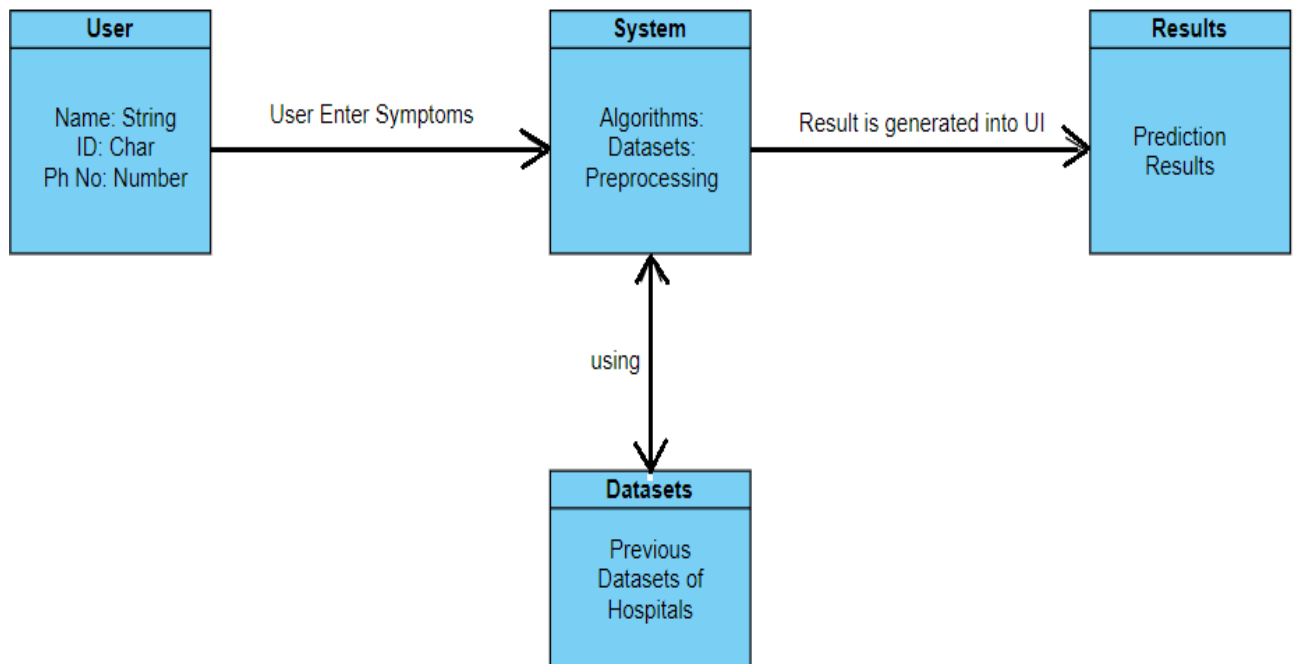 User
Name: String
ID: Char
Ph No: Number
User Enter Symptoms
System
Algorithms:
Datasets:
Preprocessing
Result is generated into UI
Results
Prediction
Results
using
Datasets
Previous
Datasets of
Hospitals